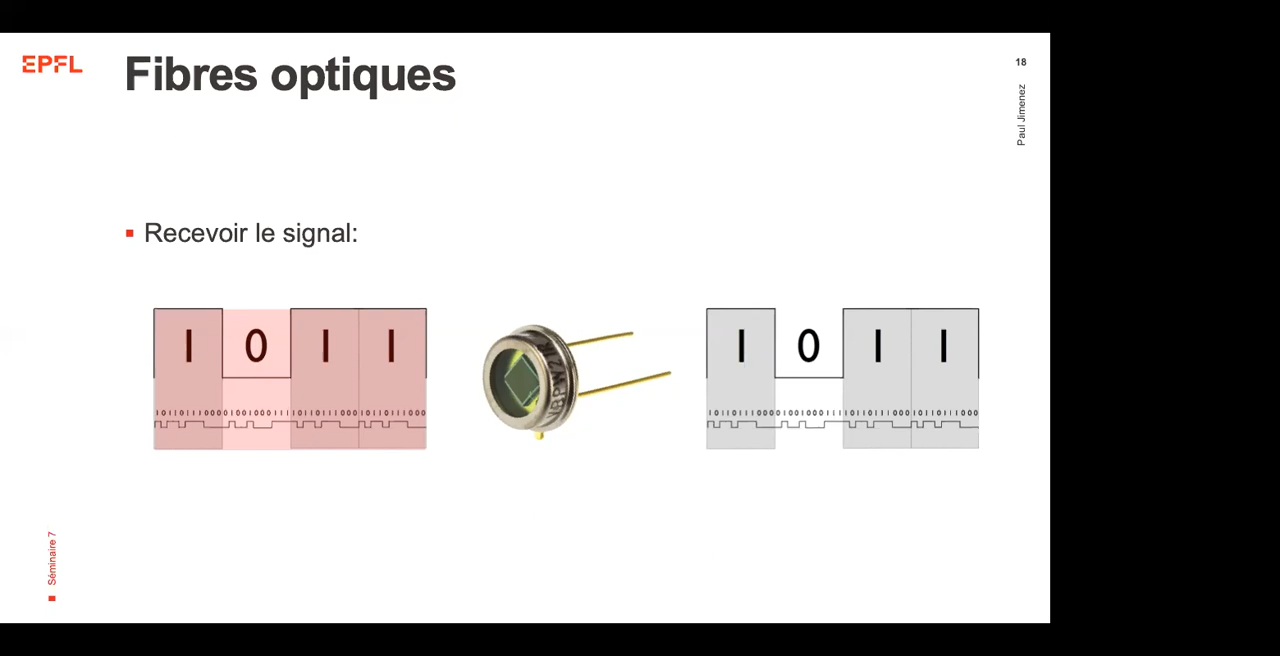 EPFL
Fibres optiques
18
Paul Jimenez
Recevoir le signal:
1 0 1 1
1 0 1 1
Séminaire 7